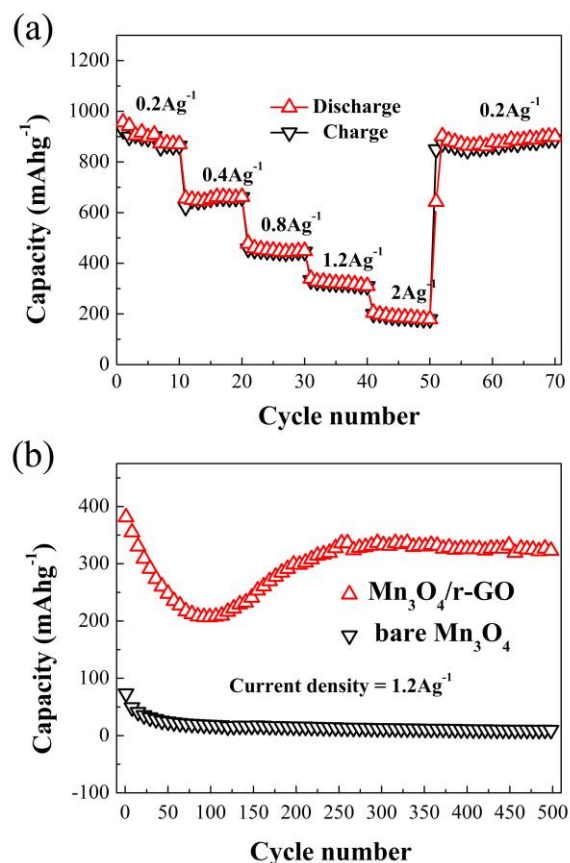 (a)
Capacity (mAhg⁻¹)
1000
800
600
400
200
0
0.2Ag⁻¹
0.4Ag⁻¹
0.8Ag⁻¹
1.2Ag⁻¹
2Ag⁻¹
0.2Ag⁻¹
Discharge
Charge
0 10 20 30 40 50 60 70
Cycle number
(b)
Capacity (mAhg⁻¹)
400
300
200
100
0
-100
Mn₃O₄/r-GO
bare Mn₃O₄
Current density = 1.2Ag⁻¹
0 50 100 150 200 250 300 350 400 450 500
Cycle number